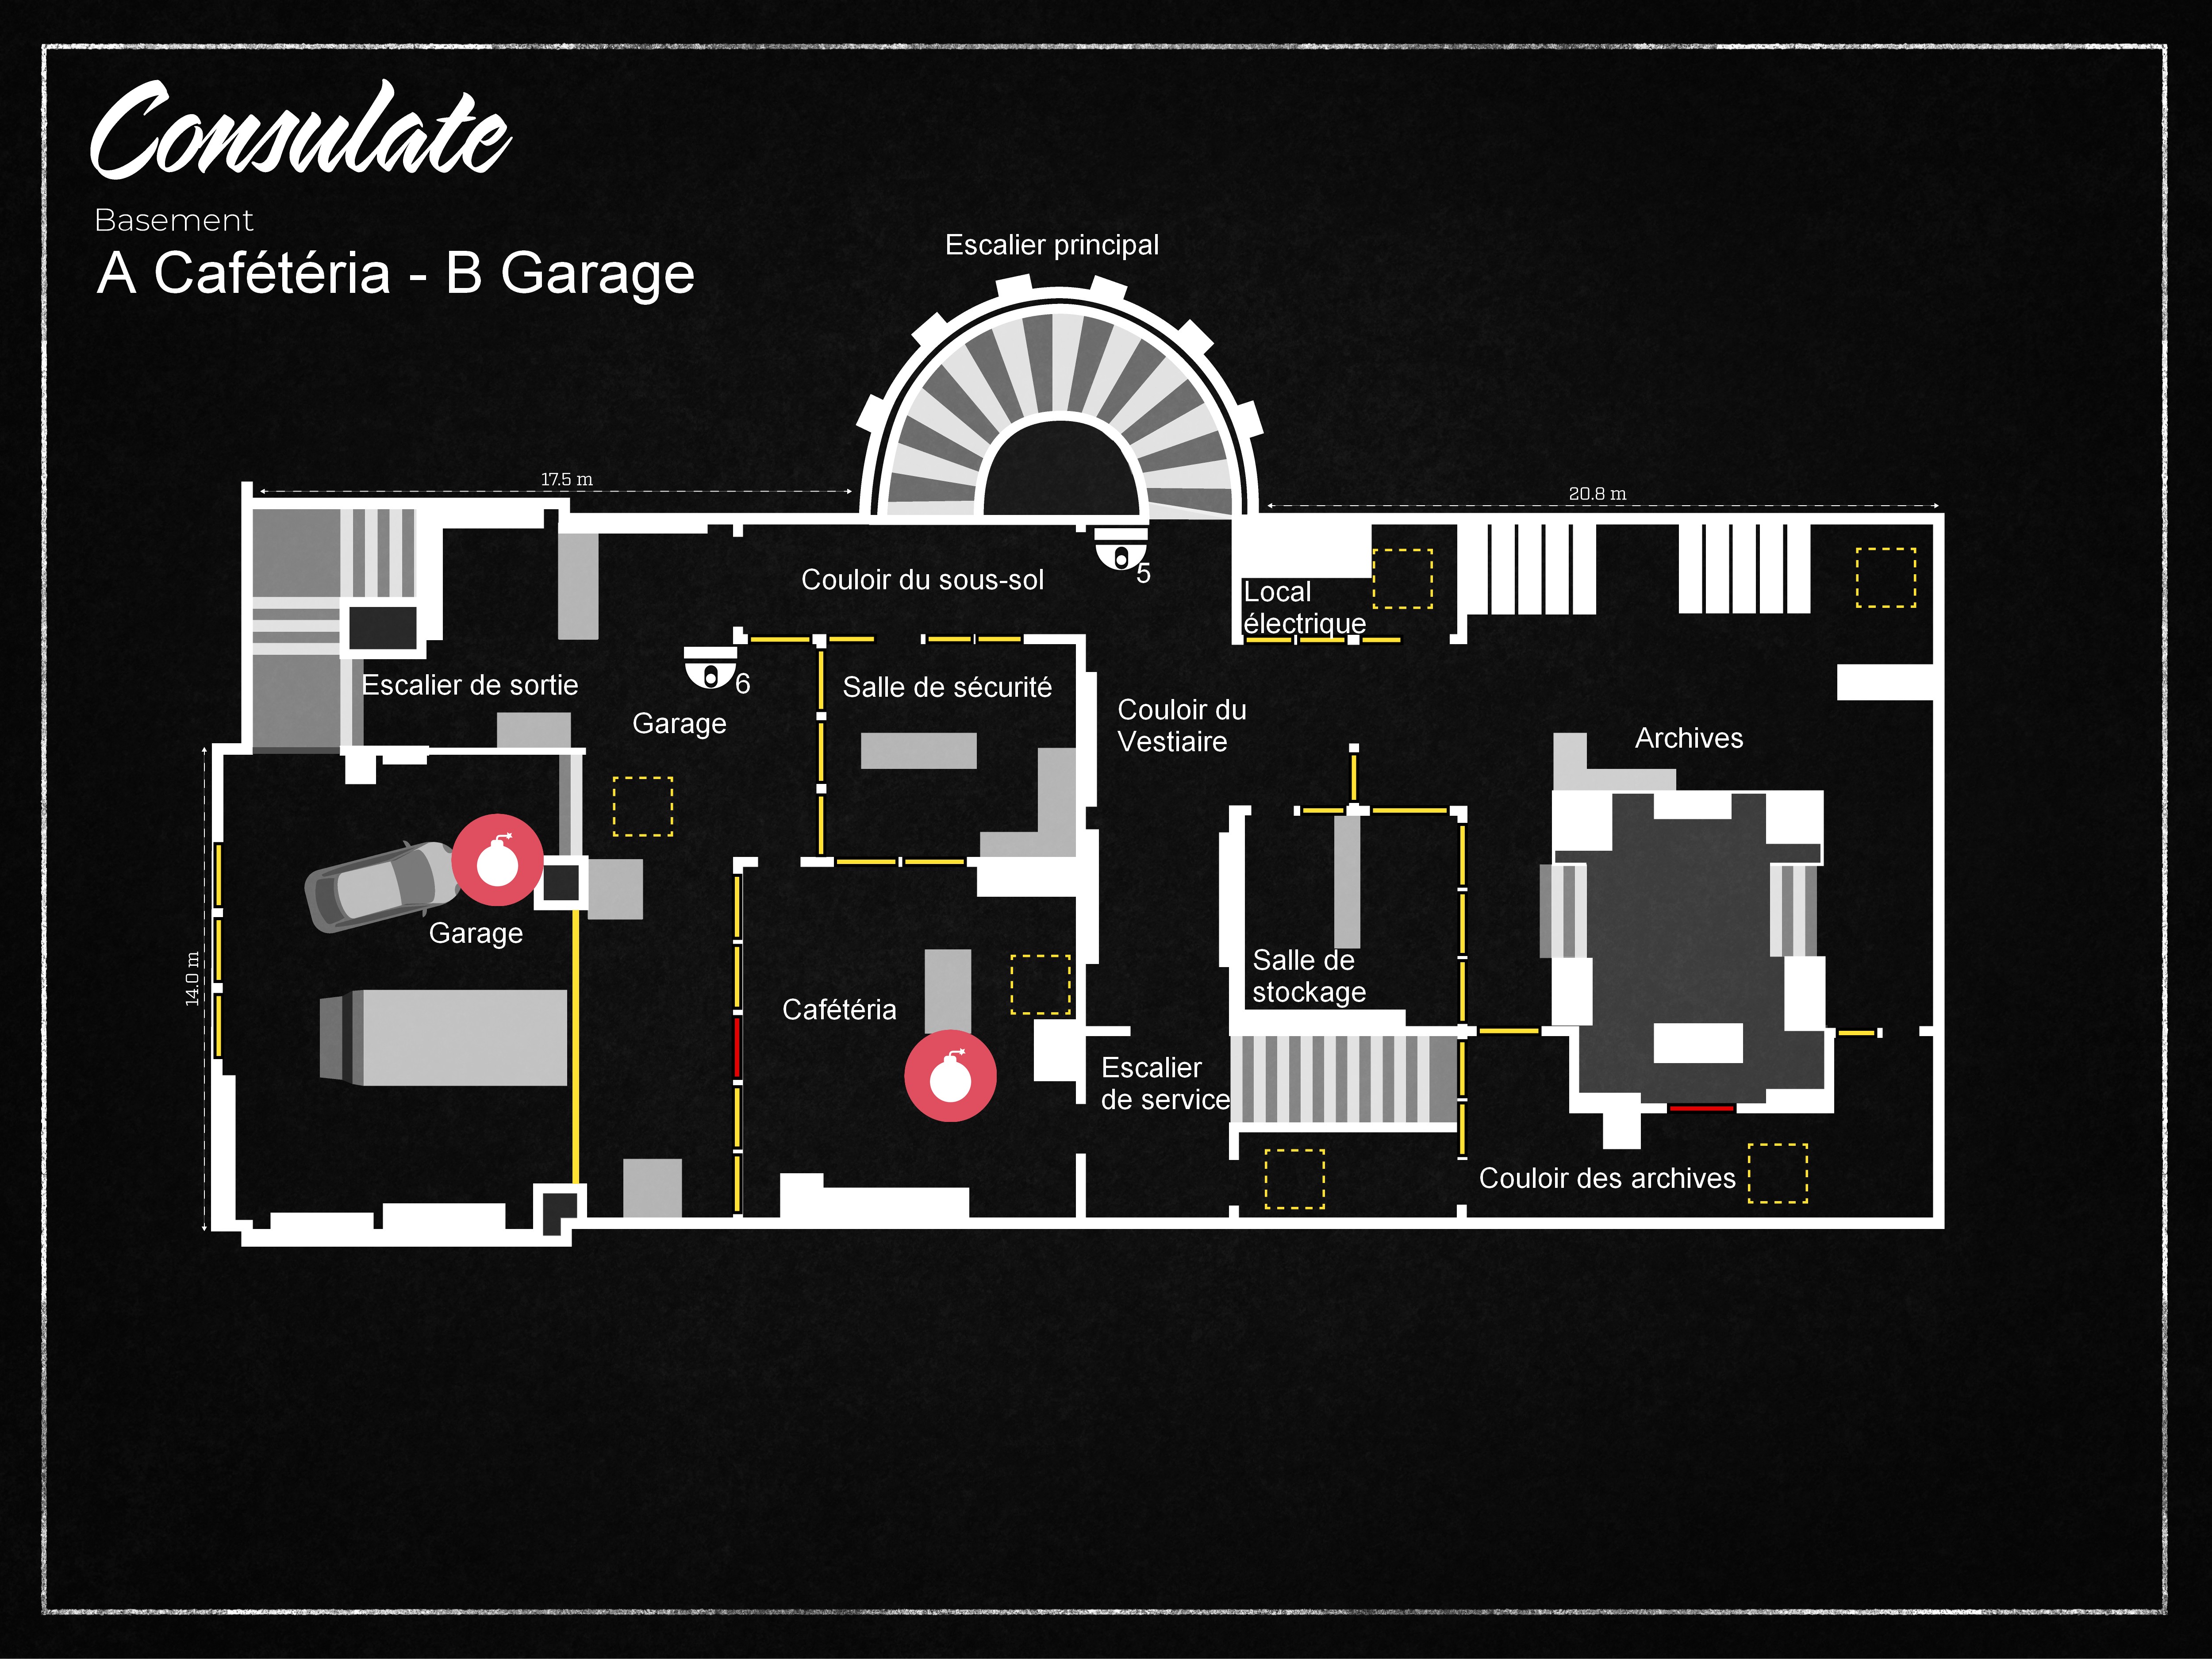 Consulate
Basement
A Cafétéria - B Garage
Escalier principal
17.5 m
20.8 m
Couloir du sous-sol
5
Local
électrique
6
Escalier de sortie
Salle de sécurité
Garage
Couloir du
Vestiaire
Archives
Garage
14.0 m
Cafétéria
Salle de
stockage
Escalier
de service
Couloir des archives